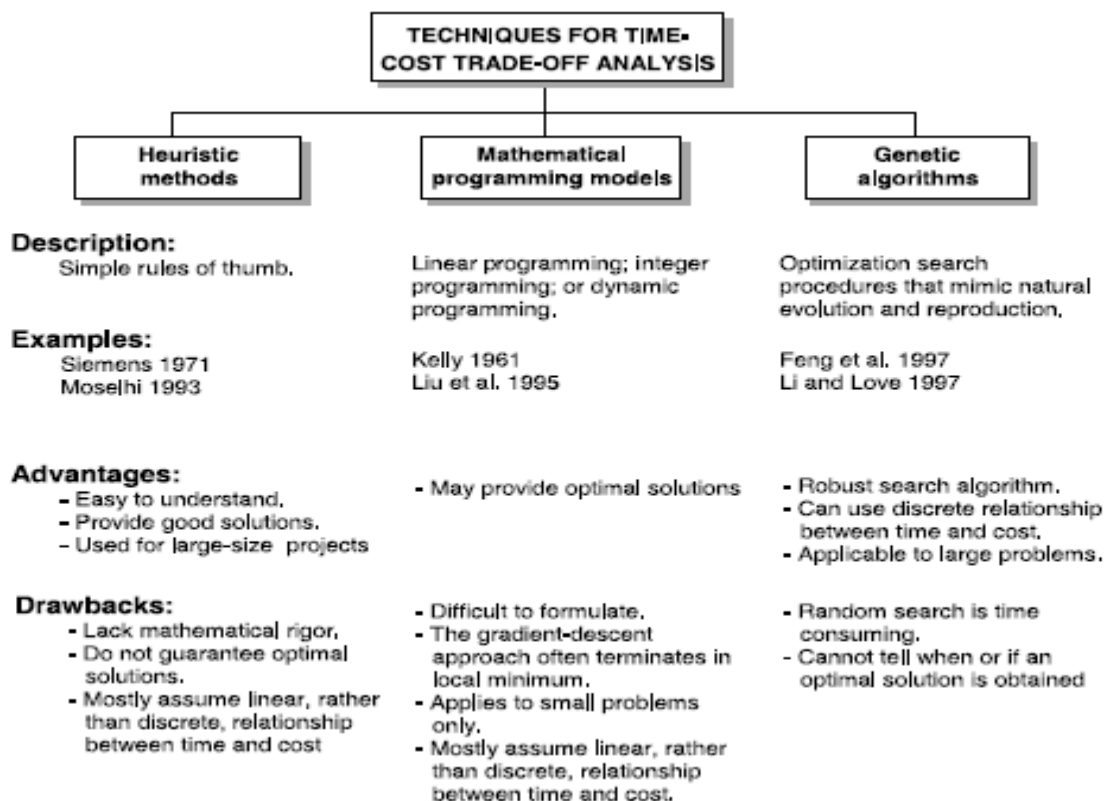 TECHNIQUES FOR TIME-
COST TRADE-OFF ANALYSIS
Heuristic
methods
Mathematical
programming models
Genetic
algorithms
Description:
Simple rules of thumb.
Linear programming; integer
programming; or dynamic
programming.
Optimization search
procedures that mimic natural
evolution and reproduction.
Examples:
Siemens 1971
Moselhi 1993
Kelly 1961
Liu et al. 1995
Feng et al. 1997
Li and Love 1997
Advantages:
- Easy to understand.
- Provide good solutions.
- Used for large-size projects
- May provide optimal solutions
- Robust search algorithm.
- Can use discrete relationship
between time and cost.
- Applicable to large problems.
Drawbacks:
- Lack mathematical rigor.
- Do not guarantee optimal
solutions.
- Mostly assume linear, rather
than discrete, relationship
between time and cost
- Difficult to formulate.
- The gradient-descent
approach often terminates in
local minimum.
- Applies to small problems
only.
- Mostly assume linear, rather
than discrete, relationship
between time and cost.
- Random search is time
consuming.
- Cannot tell when or if an
optimal solution is obtained